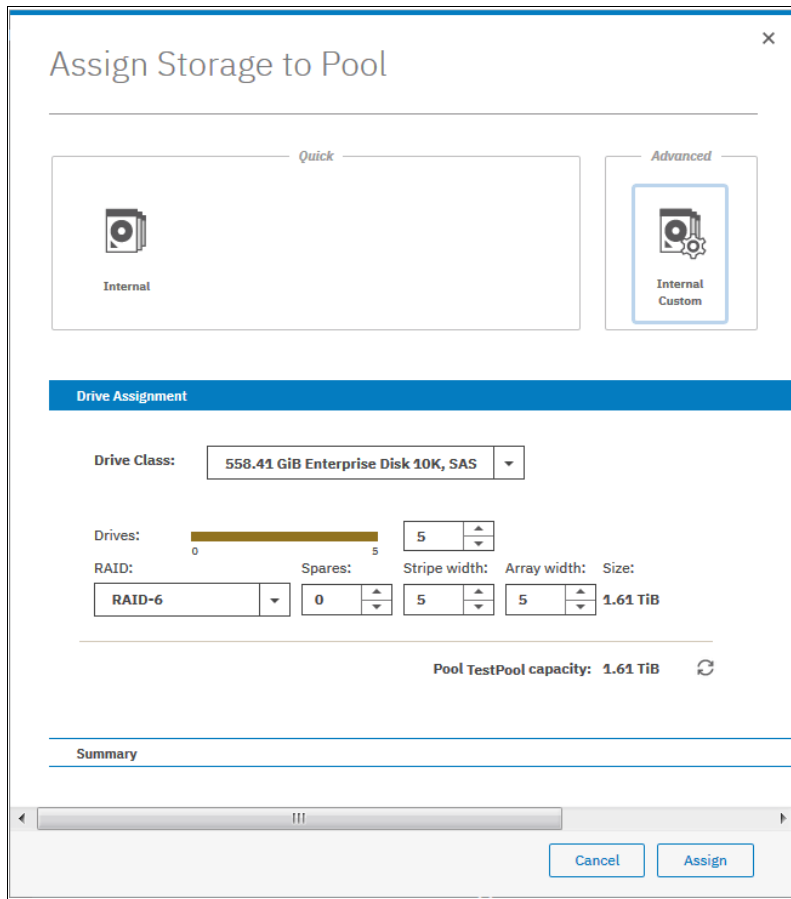 Assign Storage to Pool
Quick
Advanced
Internal
Internal
Custom
Drive Assignment
Drive Class: 558.41 GiB Enterprise Disk 10K, SAS
Drives: 5
0 5
RAID: Spares: Stripe width: Array width: Size:
RAID-6 0 5 5 1.61 TiB
Pool TestPool capacity: 1.61 TiB
Summary
Cancel Assign